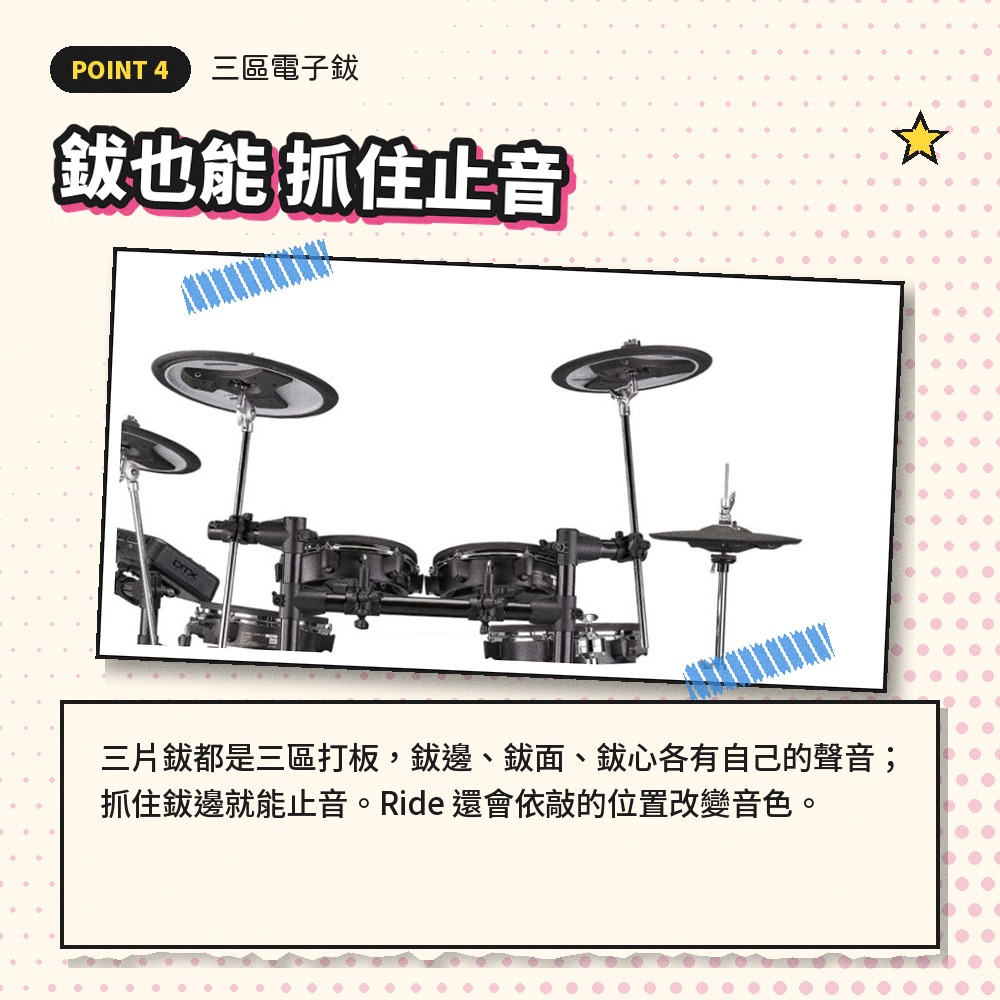 POINT 4 三區電子鈸
鈸也能 抓住止音
DTX
三片鈸都是三區打板，鈸邊、鈸面、鈸心各有自己的聲音；
抓住鈸邊就能止音。Ride 還會依敲的位置改變音色。